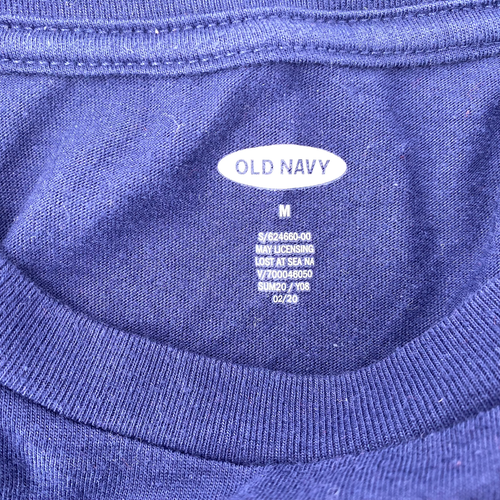 OLD NAVY
M
S/624660-00
MAY LICENSING
LOST AT SEA NA
V/700046050
SUM20 / Y08
02/20